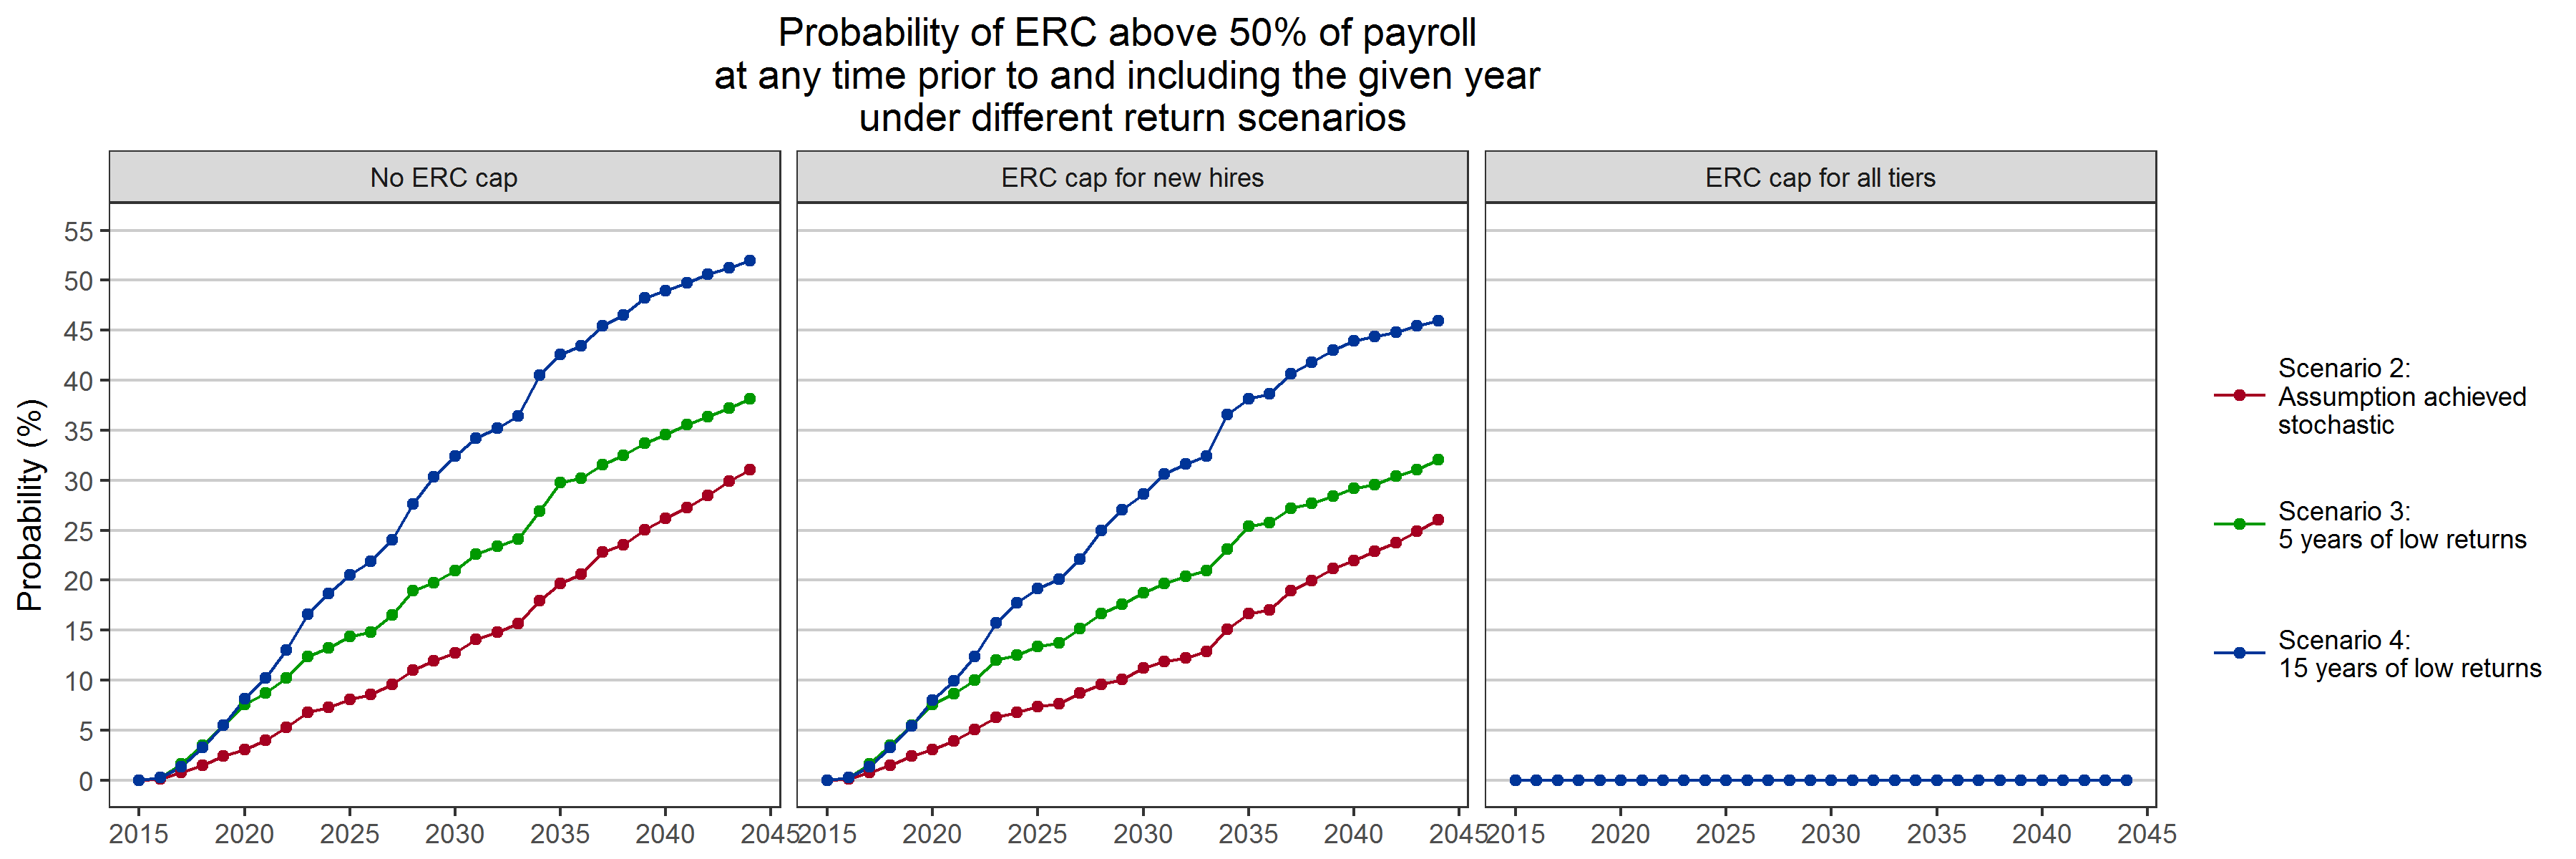 Probability of ERC above 50% of payroll
at any time prior to and including the given year
under different return scenarios
No ERC cap
ERC cap for new hires
ERC cap for all tiers
Probability (%)
55
50
45
40
35
30
25
20
15
10
5
0
2015 2020 2025 2030 2035 2040 2045
2015 2020 2025 2030 2035 2040 2045
2015 2020 2025 2030 2035 2040 2045
Scenario 2:
Assumption achieved
stochastic
Scenario 3:
5 years of low returns
Scenario 4:
15 years of low returns